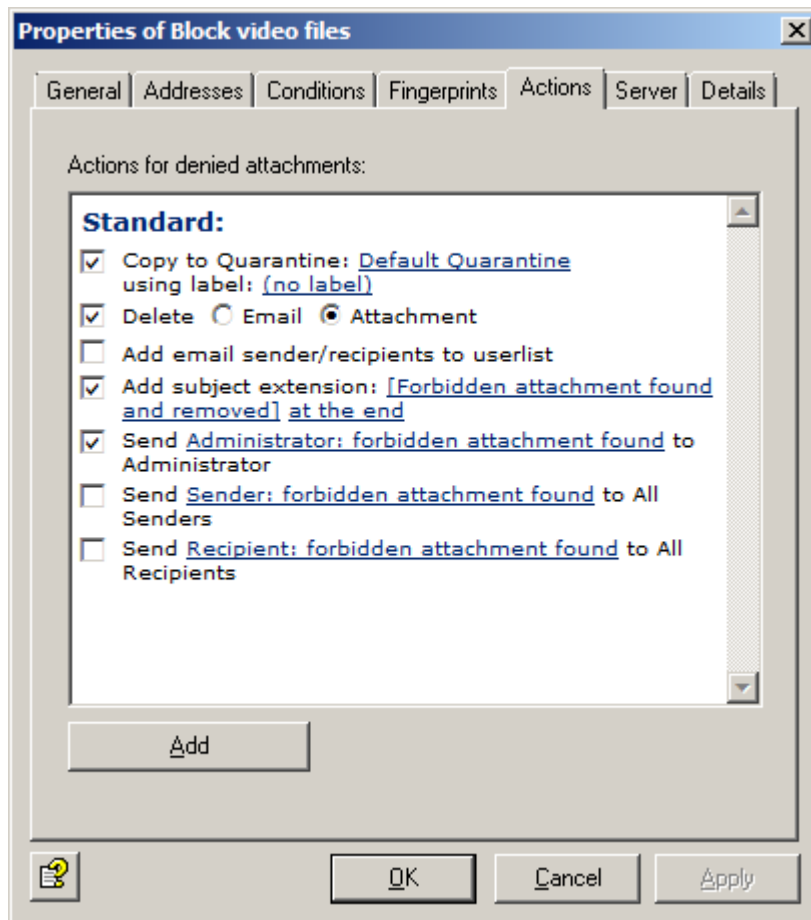 Properties of Block video files
General Addresses Conditions Fingerprints Actions Server Details
Actions for denied attachments:
Standard:
Copy to Quarantine: Default Quarantine
using label: (no label)
Delete Email Attachment
Add email sender/recipients to userlist
Add subject extension: [Forbidden attachment found
and removed] at the end
Send Administrator: forbidden attachment found to
Administrator
Send Sender: forbidden attachment found to All
Senders
Send Recipient: forbidden attachment found to All
Recipients
Add
OK Cancel Apply